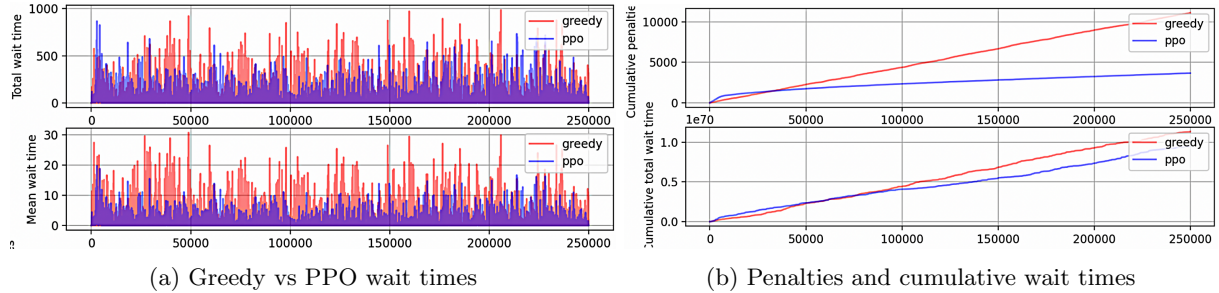 Total wait time
1000
500
0
greedy
ppo
0 50000 100000 150000 200000 250000
Mean wait time
30
20
10
0
greedy
ppo
0 50000 100000 150000 200000 250000
(a) Greedy vs PPO wait times
Cumulative penaltie
10000
5000
0
greedy
ppo
0 50000 100000 150000 200000 250000
1e70
Cumulative total wait time
1.0
0.5
0.0
greedy
ppo
0 50000 100000 150000 200000 250000
(b) Penalties and cumulative wait times